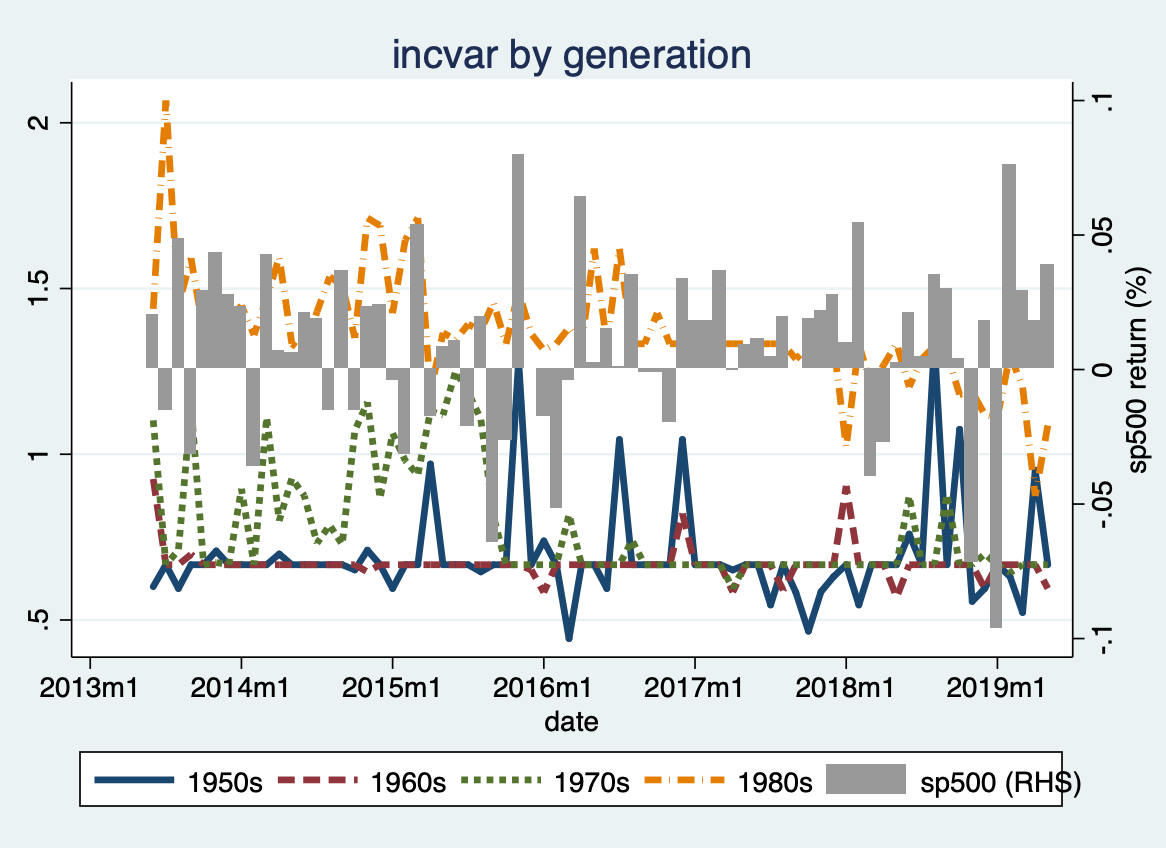 incvar by generation
2
1.5
1
.5
.1
.05
0
-.05
-.1
sp500 return (%)
2013m1 2014m1 2015m1 2016m1 2017m1 2018m1 2019m1
date
1950s 1960s 1970s 1980s sp500 (RHS)